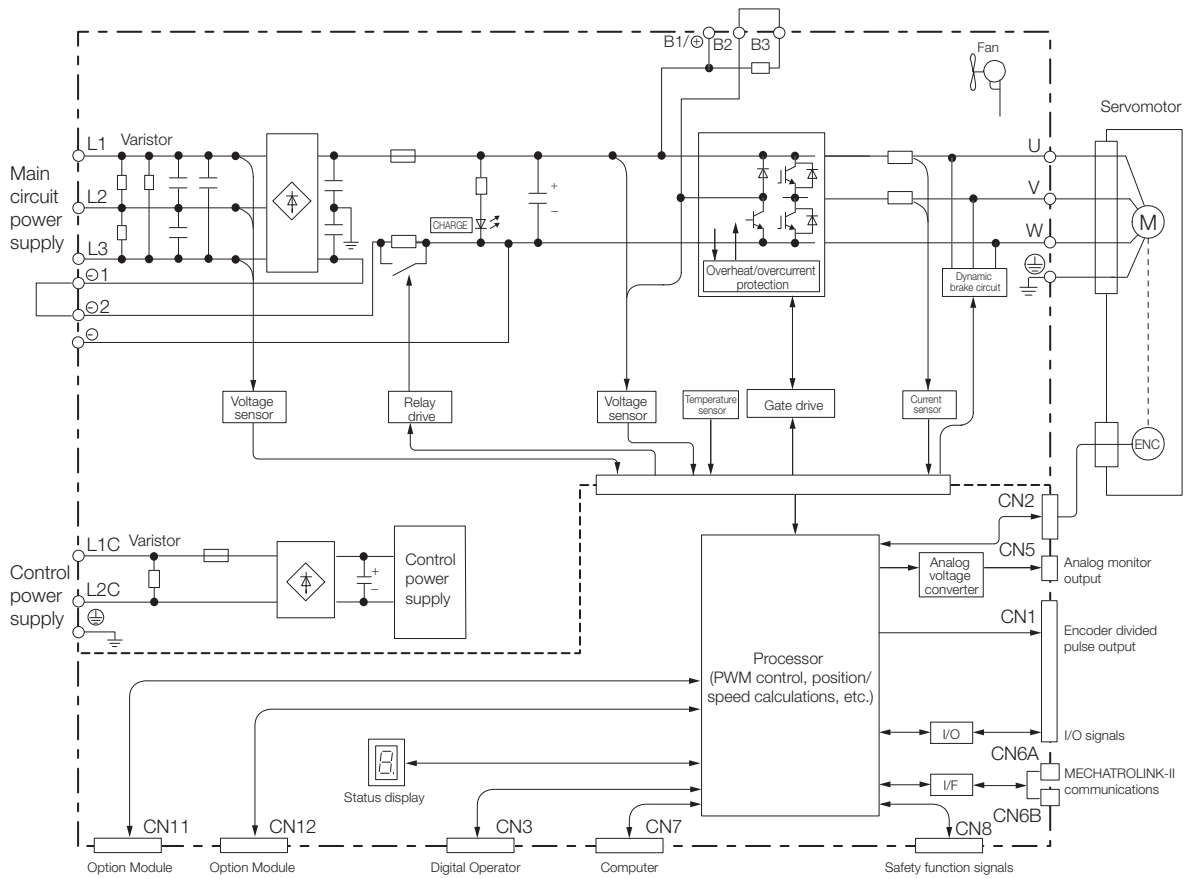 B1/⊕
B2
B3
Fan
Servomotor
L1
Varistor
U
Main
circuit
power
supply
L2
V
M
L3
W
CHARGE
+
–
Overheat/overcurrent
protection
Dynamic
brake circuit
⊖1
⊖2
⊖
Voltage
sensor
Relay
drive
Voltage
sensor
Temperature
sensor
Gate drive
Current
sensor
ENC
CN2
L1C
Varistor
Control
power
supply
L2C
+
–
Control
power
supply
CN5
Analog
voltage
converter
Analog monitor
output
CN1
Encoder divided
pulse output
Processor
(PWM control, position/
speed calculations, etc.)
I/O
I/O signals
CN6A
I/F
MECHATROLINK-II
communications
CN6B
Status display
CN11
CN12
CN3
CN7
CN8
Option Module
Option Module
Digital Operator
Computer
Safety function signals